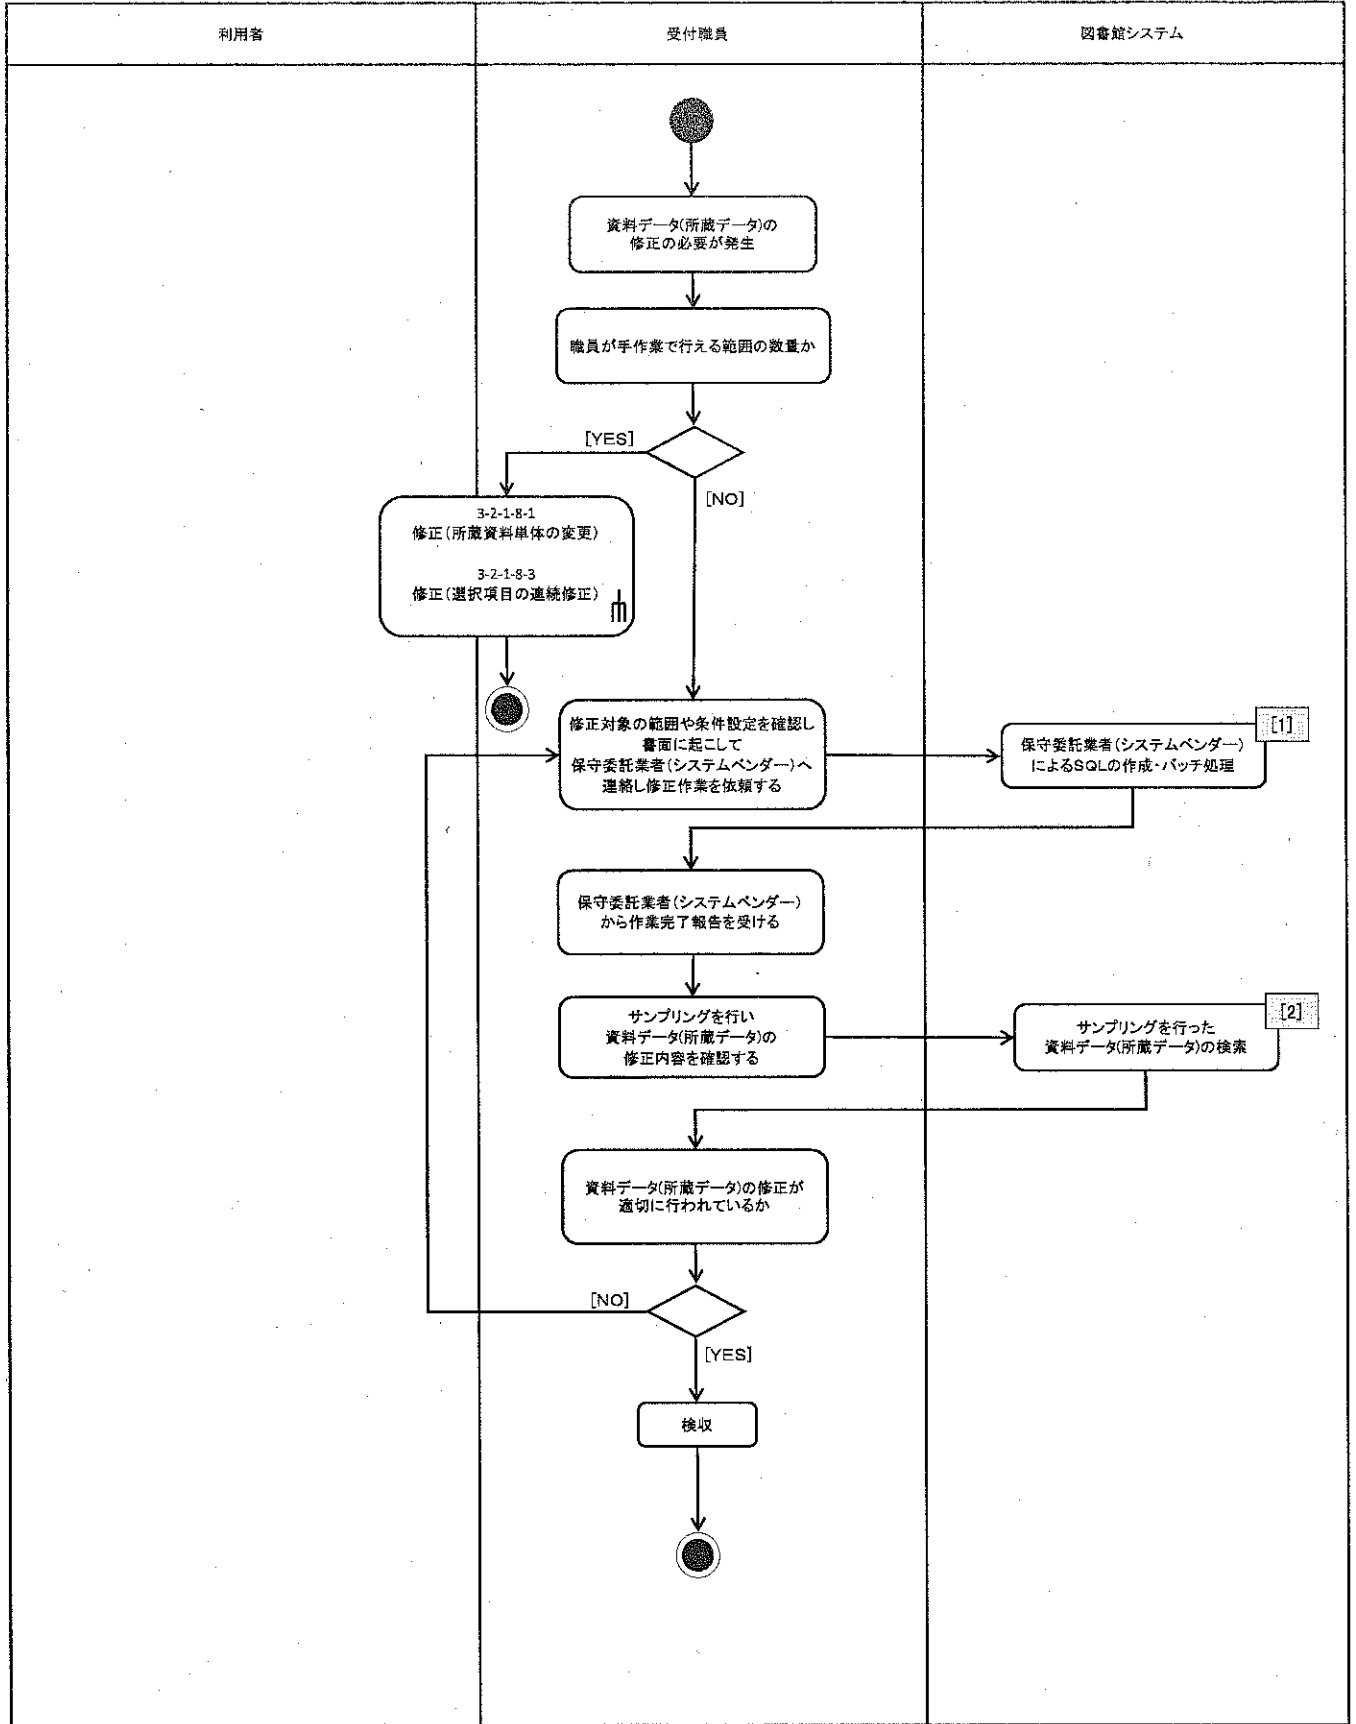 利用者
受付職員
図書館システム
資料データ(所蔵データ)の
修正の必要が発生
職員が手作業で行える範囲の数量か
[YES]
[NO]
3-2-1-8-1
修正(所蔵資料単体の変更)
3-2-1-8-3
修正(選択項目の連続修正)
修正対象の範囲や条件設定を確認し
書面に起こして
保守委託業者(システムベンダー)へ
連絡し修正作業を依頼する
[1]
保守委託業者(システムベンダー)
によるSQLの作成・バッチ処理
保守委託業者(システムベンダー)
から作業完了報告を受ける
サンプリングを行い
資料データ(所蔵データ)の
修正内容を確認する
[2]
サンプリングを行った
資料データ(所蔵データ)の検索
資料データ(所蔵データ)の修正が
適切に行われているか
[NO]
[YES]
検収